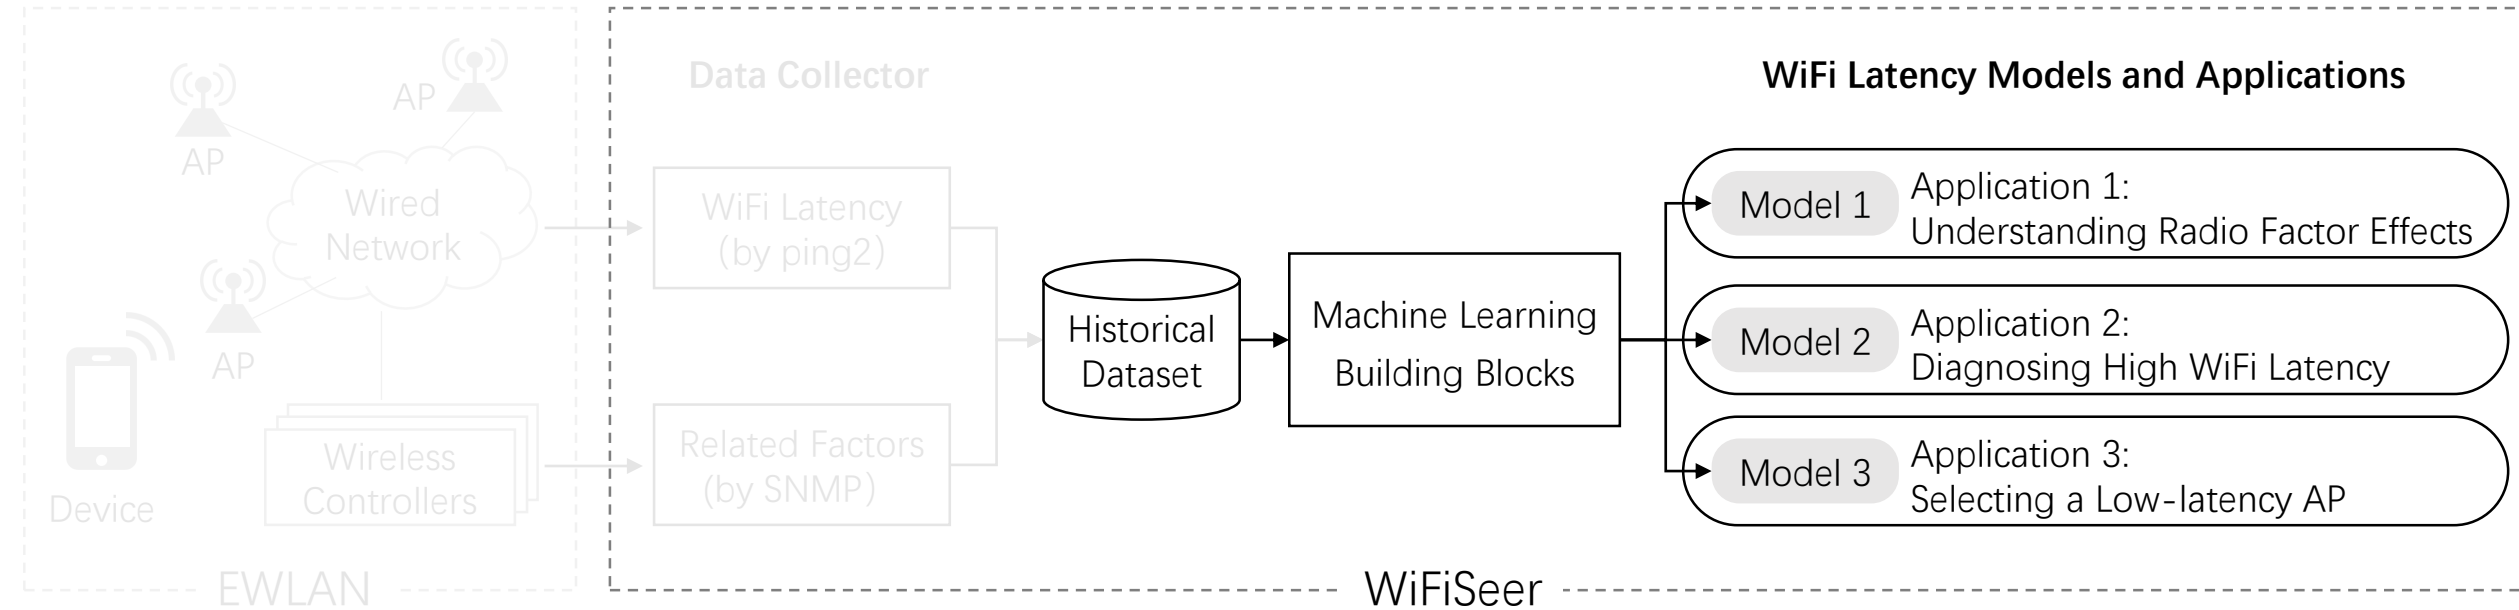 AP
AP
Wired
Network
AP
Device
Wireless
Controllers
EWLAN
Data Collector
WiFi Latency
(by ping2)
Related Factors
(by SNMP)
Historical
Dataset
Machine Learning
Building Blocks
WiFi Latency Models and Applications
Model 1
Application 1:
Understanding Radio Factor Effects
Model 2
Application 2:
Diagnosing High WiFi Latency
Model 3
Application 3:
Selecting a Low-latency AP
WiFiSeer